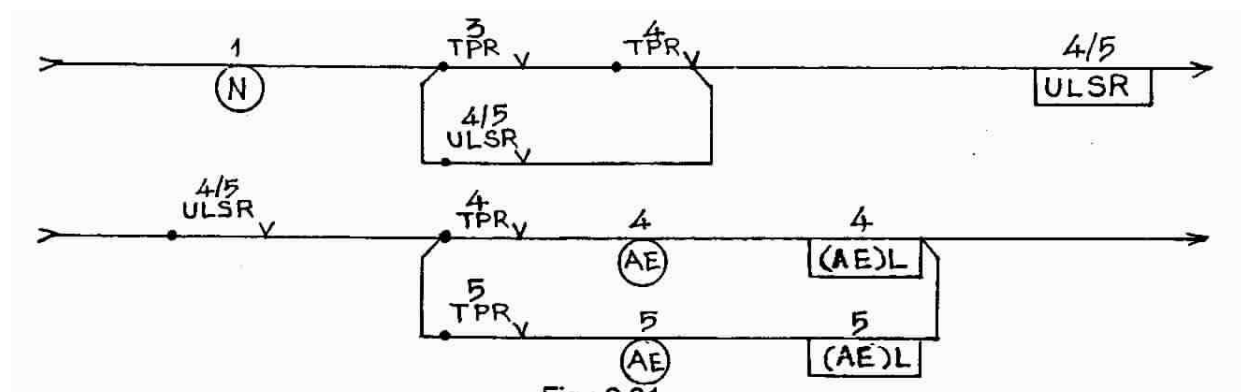 1 3 4 4/5
TPR TPR
N ULSR
4/5
ULSR
4/5 4 4 4
ULSR TPR
AE (AE)L
5 5 5
TPR
AE (AE)L